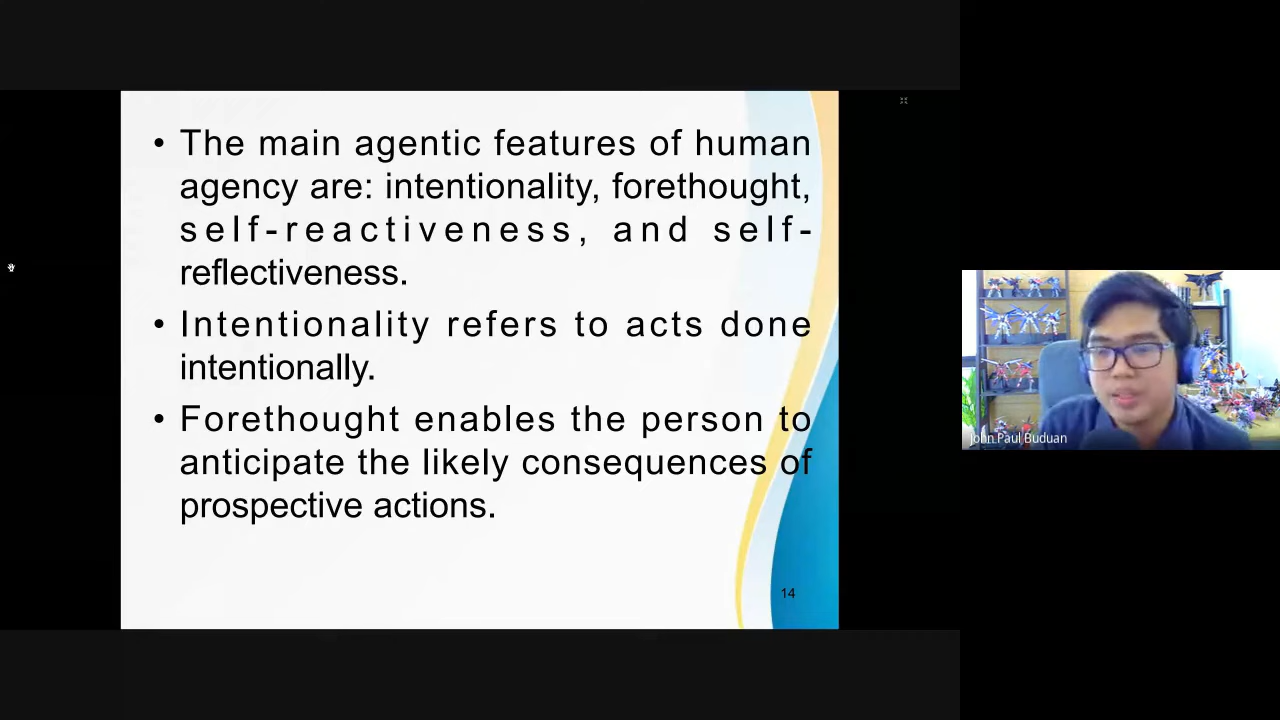 • The main agentic features of human
agency are: intentionality, forethought,
self-reactiveness, and self-
reflectiveness.
• Intentionality refers to acts done
intentionally.
• Forethought enables the person to
anticipate the likely consequences of
prospective actions.
14
John Paul Buduan